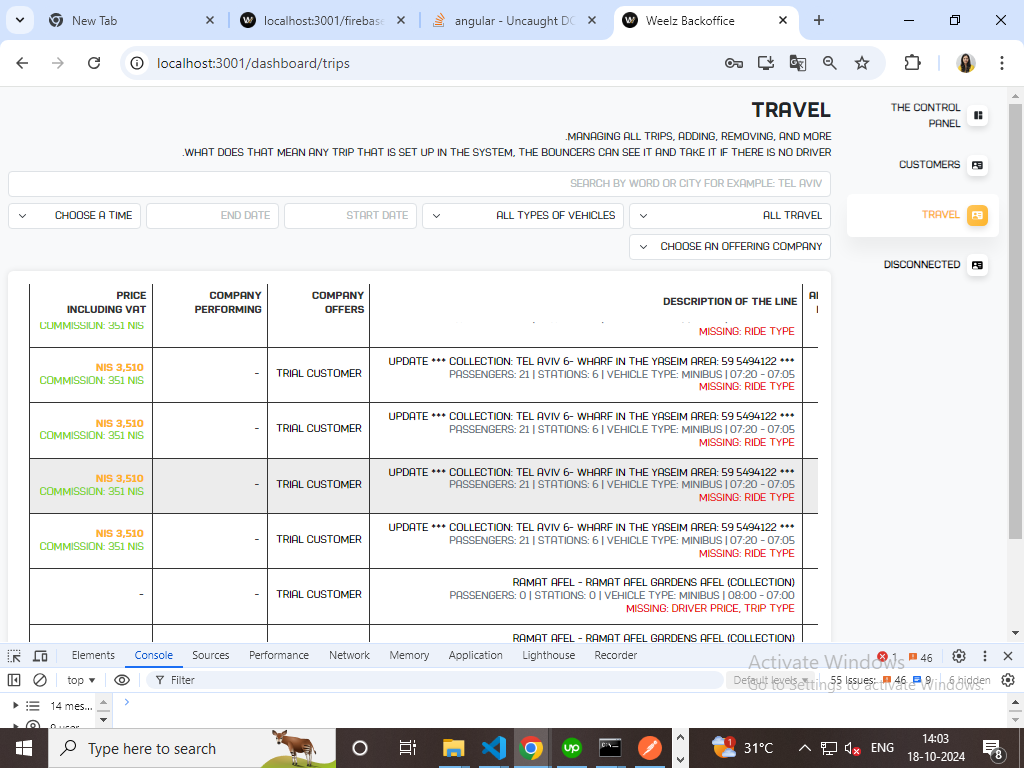 New Tab
localhost:3001/firebase
angular - Uncaught DO
Weelz Backoffice
localhost:3001/dashboard/trips
TRAVEL
.MANAGING ALL TRIPS, ADDING, REMOVING, AND MORE
.WHAT DOES THAT MEAN ANY TRIP THAT IS SET UP IN THE SYSTEM, THE BOUNCERS CAN SEE IT AND TAKE IT IF THERE IS NO DRIVER
SEARCH BY WORD OR CITY FOR EXAMPLE: TEL AVIV
CHOOSE A TIME
END DATE
START DATE
ALL TYPES OF VEHICLES
ALL TRAVEL
CHOOSE AN OFFERING COMPANY
THE CONTROL
PANEL
CUSTOMERS
TRAVEL
DISCONNECTED
PRICE
INCLUDING VAT
COMPANY
PERFORMING
COMPANY
OFFERS
DESCRIPTION OF THE LINE
COMMISSION: 351 NIS
MISSING: RIDE TYPE
NIS 3,510
COMMISSION: 351 NIS
-
TRIAL CUSTOMER
UPDATE *** COLLECTION: TEL AVIV 6- WHARF IN THE YASEIM AREA: 59 5494122 ***
PASSENGERS: 21 | STATIONS: 6 | VEHICLE TYPE: MINIBUS | 07:20 - 07:05
MISSING: RIDE TYPE
NIS 3,510
COMMISSION: 351 NIS
-
TRIAL CUSTOMER
UPDATE *** COLLECTION: TEL AVIV 6- WHARF IN THE YASEIM AREA: 59 5494122 ***
PASSENGERS: 21 | STATIONS: 6 | VEHICLE TYPE: MINIBUS | 07:20 - 07:05
MISSING: RIDE TYPE
NIS 3,510
COMMISSION: 351 NIS
-
TRIAL CUSTOMER
UPDATE *** COLLECTION: TEL AVIV 6- WHARF IN THE YASEIM AREA: 59 5494122 ***
PASSENGERS: 21 | STATIONS: 6 | VEHICLE TYPE: MINIBUS | 07:20 - 07:05
MISSING: RIDE TYPE
NIS 3,510
COMMISSION: 351 NIS
-
TRIAL CUSTOMER
UPDATE *** COLLECTION: TEL AVIV 6- WHARF IN THE YASEIM AREA: 59 5494122 ***
PASSENGERS: 21 | STATIONS: 6 | VEHICLE TYPE: MINIBUS | 07:20 - 07:05
MISSING: RIDE TYPE
-
-
TRIAL CUSTOMER
RAMAT AFEL - RAMAT AFEL GARDENS AFEL (COLLECTION)
PASSENGERS: 0 | STATIONS: 0 | VEHICLE TYPE: MINIBUS | 08:00 - 07:00
MISSING: DRIVER PRICE, TRIP TYPE
RAMAT AFEL - RAMAT AFEL GARDENS AFEL (COLLECTION)
Elements
Console
Sources
Performance
Network
Memory
Application
Lighthouse
Recorder
1
46
top
Filter
Default levels
55 Issues:
46
9
6 hidden
14 mes...
Activate Windows
Go to Settings to activate Windows.
Type here to search
up
1
31°C
ENG
14:03
18-10-2024
8